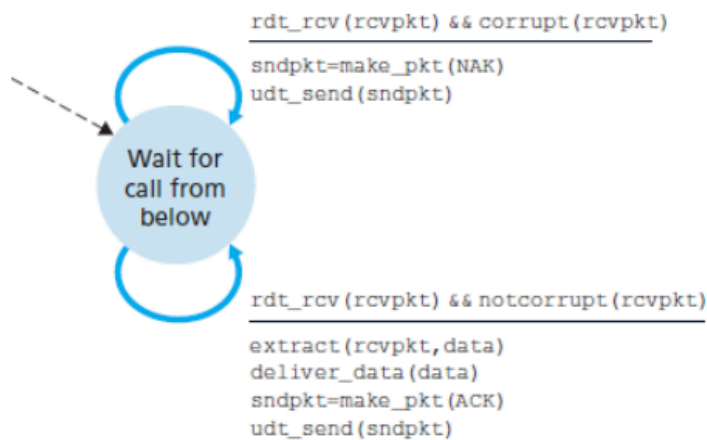 rdt_rcv(rcvpkt) && corrupt(rcvpkt)
sndpkt=make_pkt(NAK)
udt_send(sndpkt)
Wait for
call from
below
rdt_rcv(rcvpkt) && notcorrupt(rcvpkt)
extract(rcvpkt,data)
deliver_data(data)
sndpkt=make_pkt(ACK)
udt_send(sndpkt)